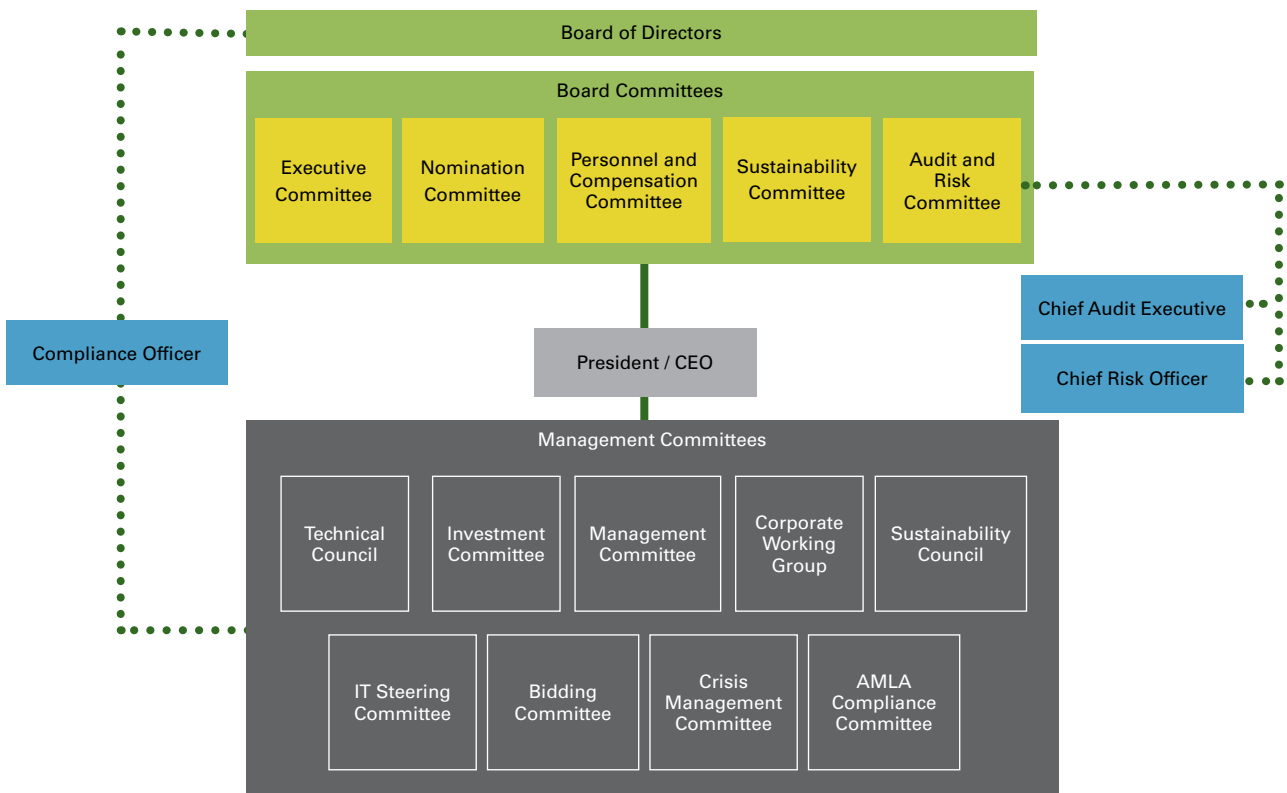 Board of Directors
Board Committees
Executive
Committee
Nomination
Committee
Personnel and
Compensation
Committee
Sustainability
Committee
Audit and
Risk
Committee
Chief Audit Executive
Compliance Officer
President / CEO
Chief Risk Officer
Management Committees
Technical
Council
Investment
Committee
Management
Committee
Corporate
Working
Group
Sustainability
Council
IT Steering
Committee
Bidding
Committee
Crisis
Management
Committee
AMLA
Compliance
Committee